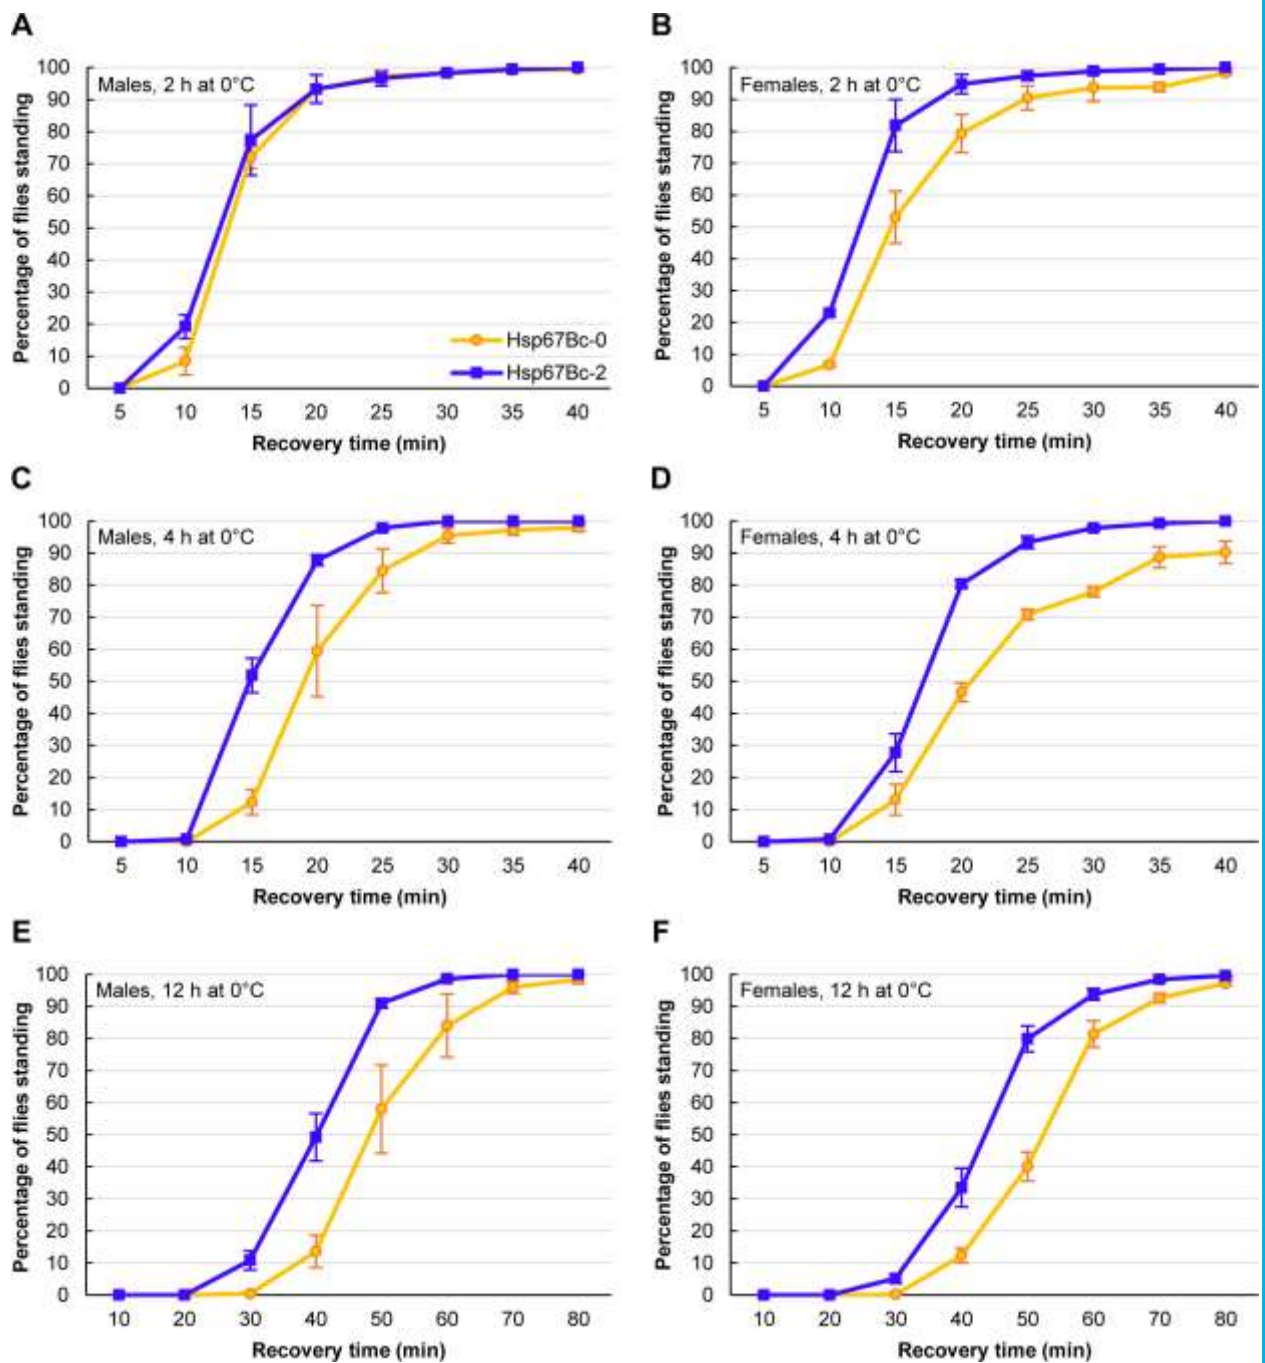 A
Percentage of flies standing
Males, 2 h at 0°C
100
90
80
70
60
50
40
30
20
10
0
Hsp67Bc-0
Hsp67Bc-2
5 10 15 20 25 30 35 40
Recovery time (min)
B
Percentage of flies standing
Females, 2 h at 0°C
100
90
80
70
60
50
40
30
20
10
0
5 10 15 20 25 30 35 40
Recovery time (min)
C
Percentage of flies standing
Males, 4 h at 0°C
100
90
80
70
60
50
40
30
20
10
0
5 10 15 20 25 30 35 40
Recovery time (min)
D
Percentage of flies standing
Females, 4 h at 0°C
100
90
80
70
60
50
40
30
20
10
0
5 10 15 20 25 30 35 40
Recovery time (min)
E
Percentage of flies standing
Males, 12 h at 0°C
100
90
80
70
60
50
40
30
20
10
0
10 20 30 40 50 60 70 80
Recovery time (min)
F
Percentage of flies standing
Females, 12 h at 0°C
100
90
80
70
60
50
40
30
20
10
0
10 20 30 40 50 60 70 80
Recovery time (min)